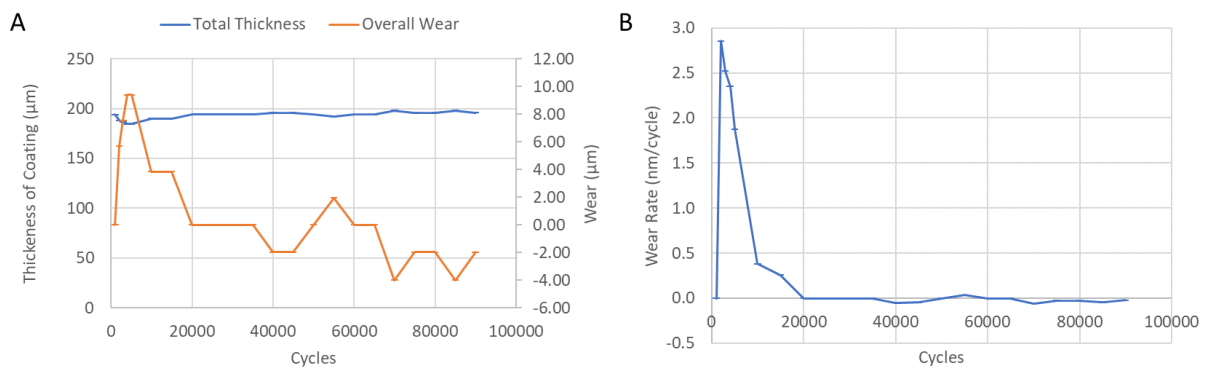 A
Total Thickness
Overall Wear
250
200
150
100
50
0
Thickeness of Coating (μm)
12.00
10.00
8.00
6.00
4.00
2.00
0.00
-2.00
-4.00
-6.00
Wear (μm)
0 20000 40000 60000 80000 100000
Cycles
B
3.0
2.5
2.0
1.5
1.0
0.5
0.0
-0.5
Wear Rate (nm/cycle)
0 20000 40000 60000 80000 100000
Cycles